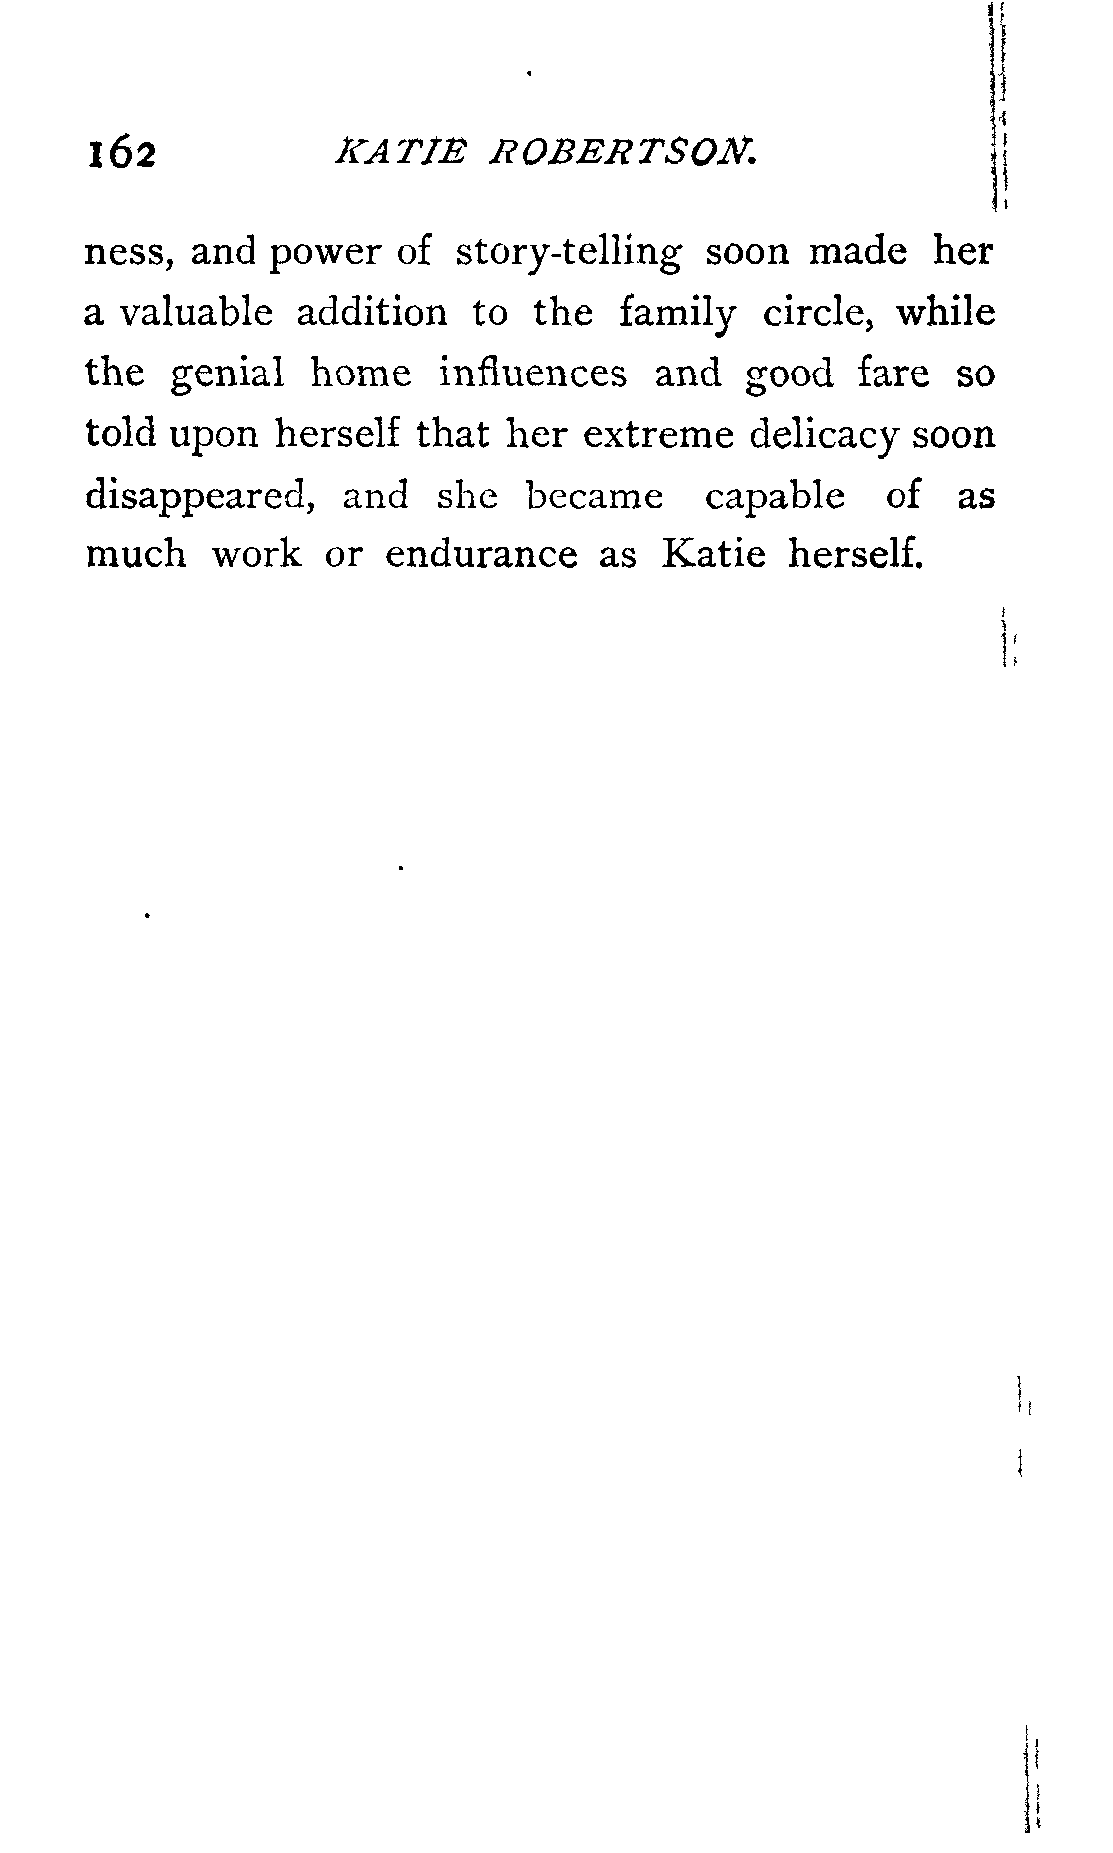 162 KATIE ROBERTSON.
ness, and power of story-telling soon made her
a valuable addition to the family circle, while
the genial home influences and good fare so
told upon herself that her extreme delicacy soon
disappeared, and she became capable of as
much work or endurance as Katie herself.